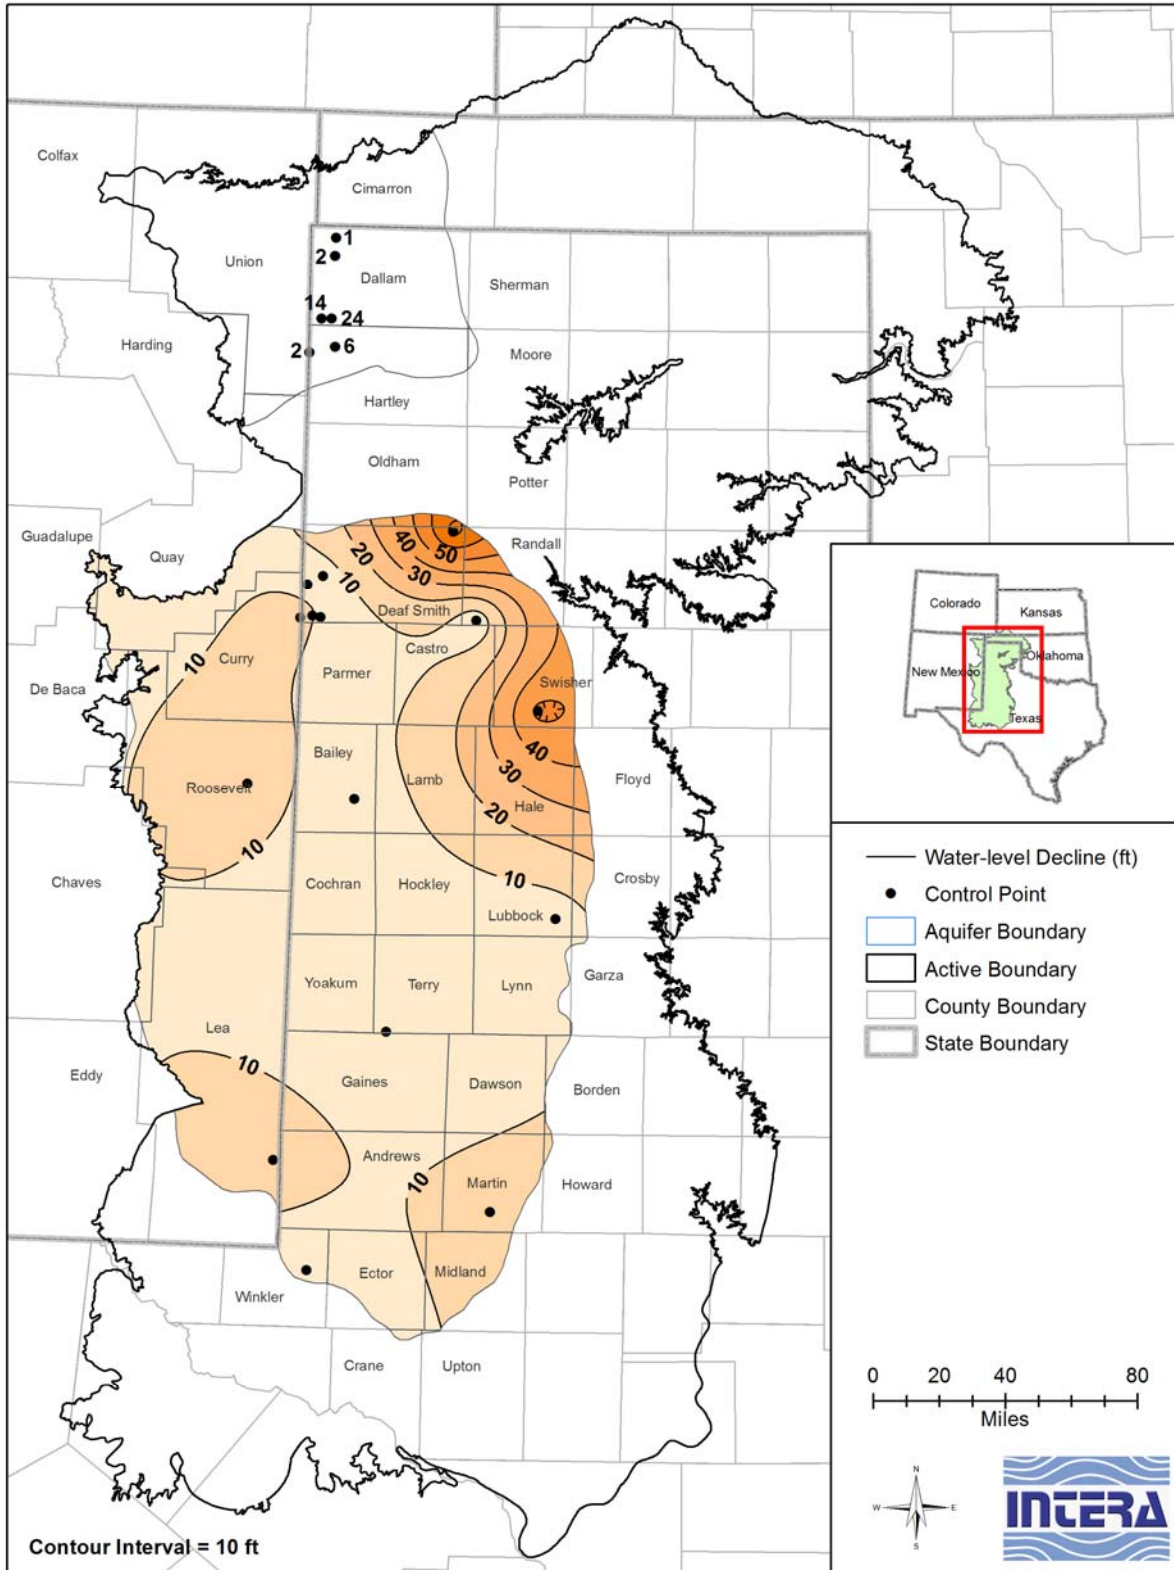 Colfax
Cimarron
Union
1
2
Dallam
Sherman
14
24
Harding
2
6
Moore
Hartley
Oldham
Potter
Guadalupe
Quay
Randall
40
50
20
30
10
Deaf Smith
Curry
10
Castro
Parmer
De Baca
Swisher
Bailey
40
Roosevelt
Lamb
30
Floyd
Hale
20
10
Chaves
Cochran
Hockley
10
Crosby
Lubbock
Yoakum
Terry
Lynn
Garza
Lea
10
Eddy
Gaines
Dawson
Borden
Andrews
10
Martin
Howard
Ector
Midland
Winkler
Crane
Upton
Contour Interval = 10 ft
Colorado
Kansas
New Mexico
Oklahoma
Texas
Water-level Decline (ft)
Control Point
Aquifer Boundary
Active Boundary
County Boundary
State Boundary
0 20 40 80
Miles
N
W E
S
INTERA